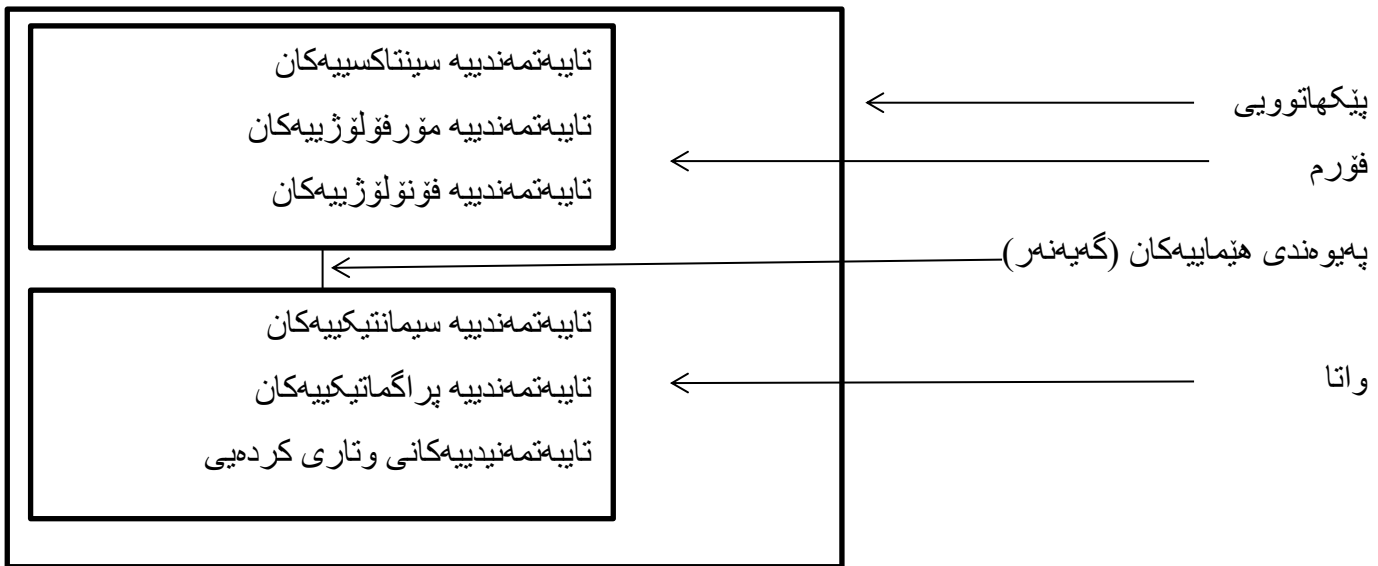 تایبەتمەندییە سینتاکسییەکان
تایبەتمەندییە مۆرفۆلۆژییەکان
تایبەتمەندییە فۆنۆلۆژییەکان
پێکهاتوویی
فۆرم
پەیوەندی هێماییەکان (گەیەنەر)
تایبەتمەندییە سیمانتیکییەکان
تایبەتمەندییە پراگماتیکییەکان
تایبەتمەنیدییەکانی وتاری کردەیی
واتا